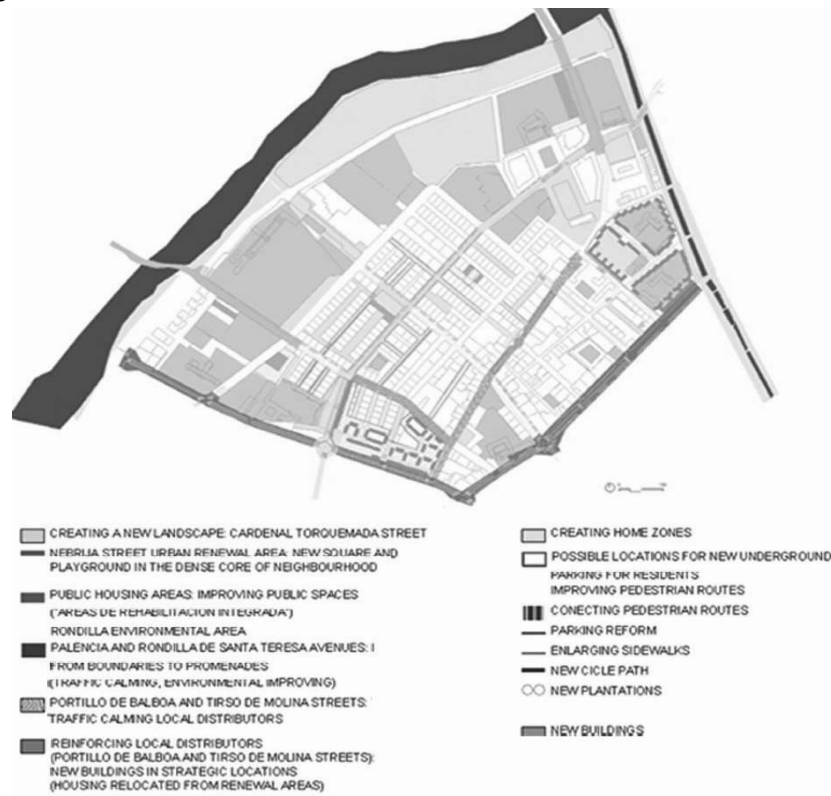 CREATING A NEW LANDSCAPE: CARDENAL TORQUEMADA STREET
NEBRIJA STREET URBAN RENEWAL AREA: NEW SQUARE AND
PLAYGROUND IN THE DENSE CORE OF NEIGHBOURHOOD
PUBLIC HOUSING AREAS: IMPROVING PUBLIC SPACES
("AREAS DE REHABILITACION INTEGRADA")
RONDILLA ENVIRONMENTAL AREA
PALENCIA AND RONDILLA DE SANTA TERESA AVENUES: I
FROM BOUNDARIES TO PROMENADES
(TRAFFIC CALMING, ENVIRONMENTAL IMPROVING)
PORTILLO DE BALBOA AND TIRSO DE MOLINA STREETS:
TRAFFIC CALMING LOCAL DISTRIBUTORS
REINFORCING LOCAL DISTRIBUTORS
(PORTILLO DE BALBOA AND TIRSO DE MOLINA STREETS):
NEW BUILDINGS IN STRATEGIC LOCATIONS
(HOUSING RELOCATED FROM RENEWAL AREAS)
CREATING HOME ZONES
POSSIBLE LOCATIONS FOR NEW UNDERGROUND
PARKING FOR RESIDENTS
IMPROVING PEDESTRIAN ROUTES
CONECTING PEDESTRIAN ROUTES
PARKING REFORM
ENLARGING SIDEWALKS
NEW CICLE PATH
NEW PLANTATIONS
NEW BUILDINGS